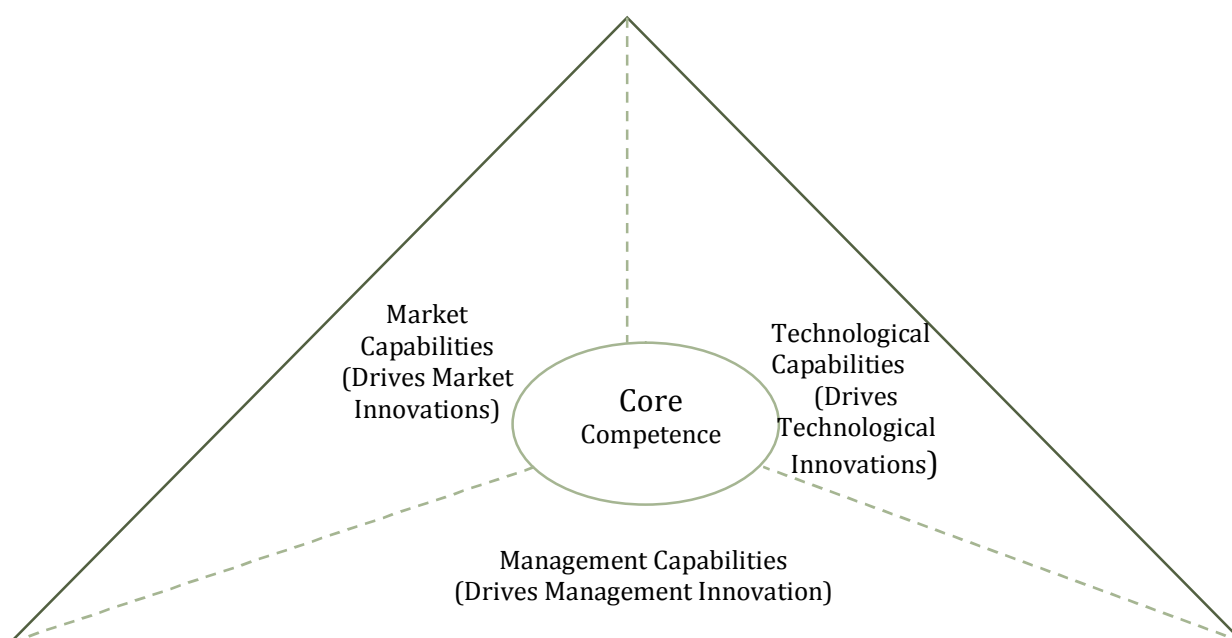 Market
Capabilities
(Drives Market
Innovations)
Technological
Capabilities
(Drives
Technological
Innovations)
Core
Competence
Management Capabilities
(Drives Management Innovation)